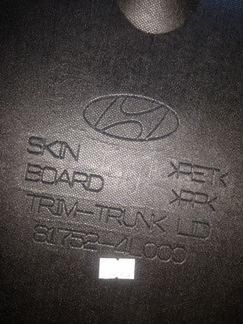 SKIN >PET<
BOARD >PP<
TRIM-TRUNK LID
81752-4L000